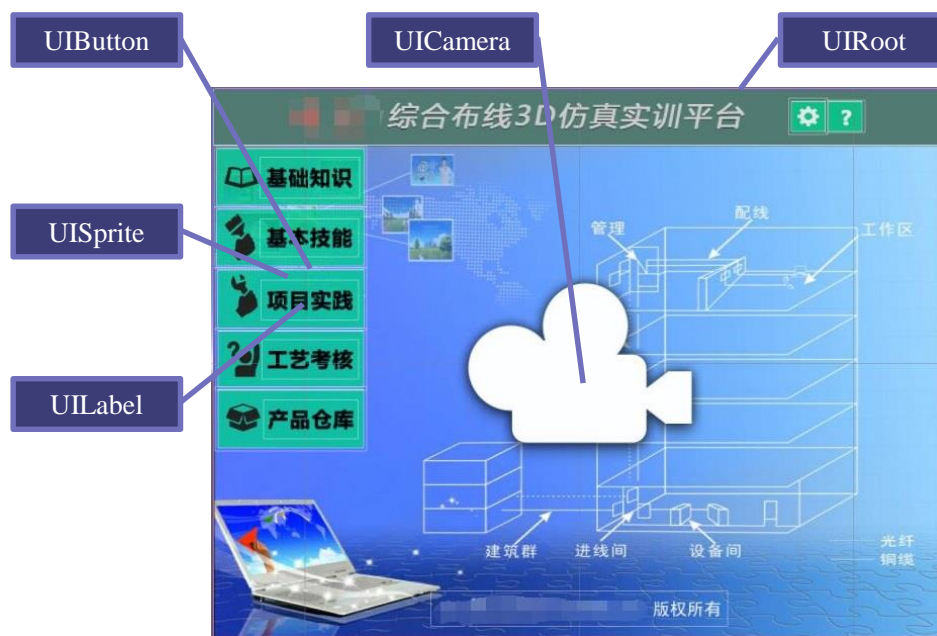 UIButton
UICamera
UIRoot
综合布线3D仿真实训平台
?
基础知识
UISprite
基本技能
管理
配线
工作区
项目实践
UILabel
工艺考核
产品仓库
建筑群
进线间
设备间
光纤
铜缆
版权所有